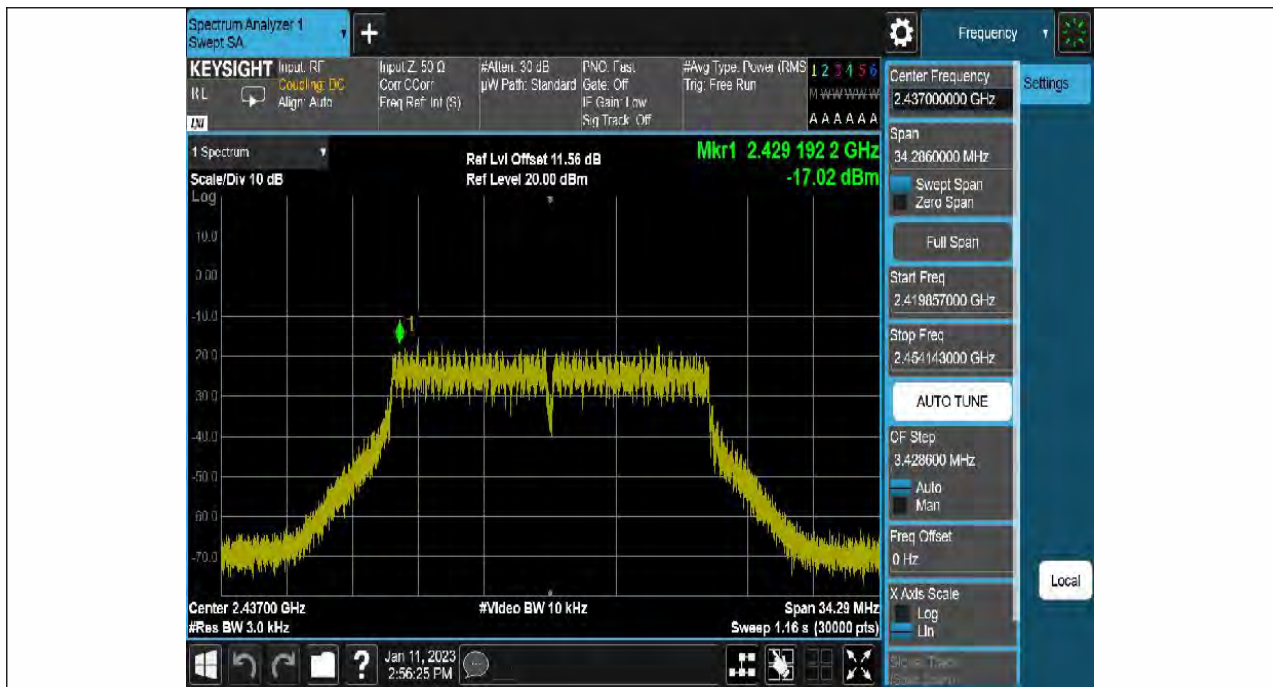 Spectrum Analyzer 1
Swept SA
+
Frequency
KEYSIGHT
Input: RF
Coupling: DC
Align: Auto
Input Z: 50 Ω
Corr CCorr
Freq Ref: Int (S)
#Atten: 30 dB
µW Path: Standard
PNO: Fast
Gate: Off
IF Gain: Low
Sig Track: Off
#Avg Type: Power (RMS
Trig: Free Run
1 2 3 4 5 6
M W W W W W
A A A A A A
RL
LXI
1 Spectrum
Scale/Div 10 dB
Ref Lvl Offset 11.56 dB
Ref Level 20.00 dBm
Mkr1 2.429 192 2 GHz
-17.02 dBm
Log
10.0
0.00
-10.0
-20.0
-30.0
-40.0
-50.0
-60.0
-70.0
1
Center 2.43700 GHz
#Res BW 3.0 kHz
#Video BW 10 kHz
Span 34.29 MHz
Sweep 1.16 s (30000 pts)
Center Frequency
2.437000000 GHz
Settings
Span
34.2860000 MHz
Swept Span
Zero Span
Full Span
Start Freq
2.419857000 GHz
Stop Freq
2.454143000 GHz
AUTO TUNE
CF Step
3.428600 MHz
Auto
Man
Freq Offset
0 Hz
X Axis Scale
Log
Lin
Local
?
Jan 11, 2023
2:56:25 PM